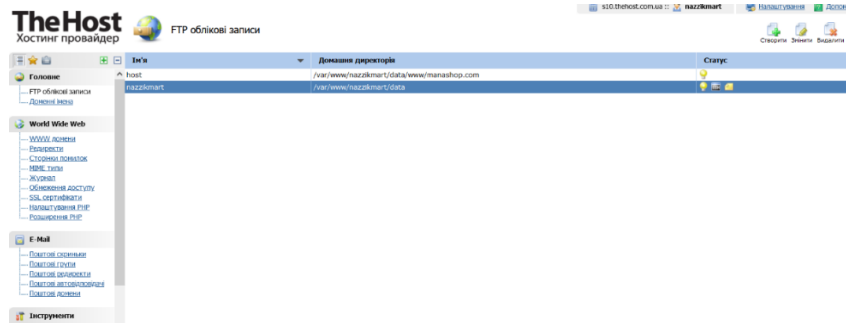 s10.thehost.com.ua :: nazzikmart Налаштування
TheHost
Хостинг провайдер
FTP облікові записи
Створити Змінити Видалити
Ім'я Домашня директорія Статус
Головне
host /var/www/nazzikmart/data/www/manashop.com
FTP облікові записи
nazzikmart /var/www/nazzikmart/data
Доменні імена
World Wide Web
WWW домени
Редиректи
Сторінки помилок
MIME типи
Журнал
Обмеження доступу
SSL сертифікати
Налаштування PHP
Розширення PHP
E-Mail
Поштові скриньки
Поштові групи
Поштові редиректи
Поштові автовідповідачі
Поштові домени
Інструменти